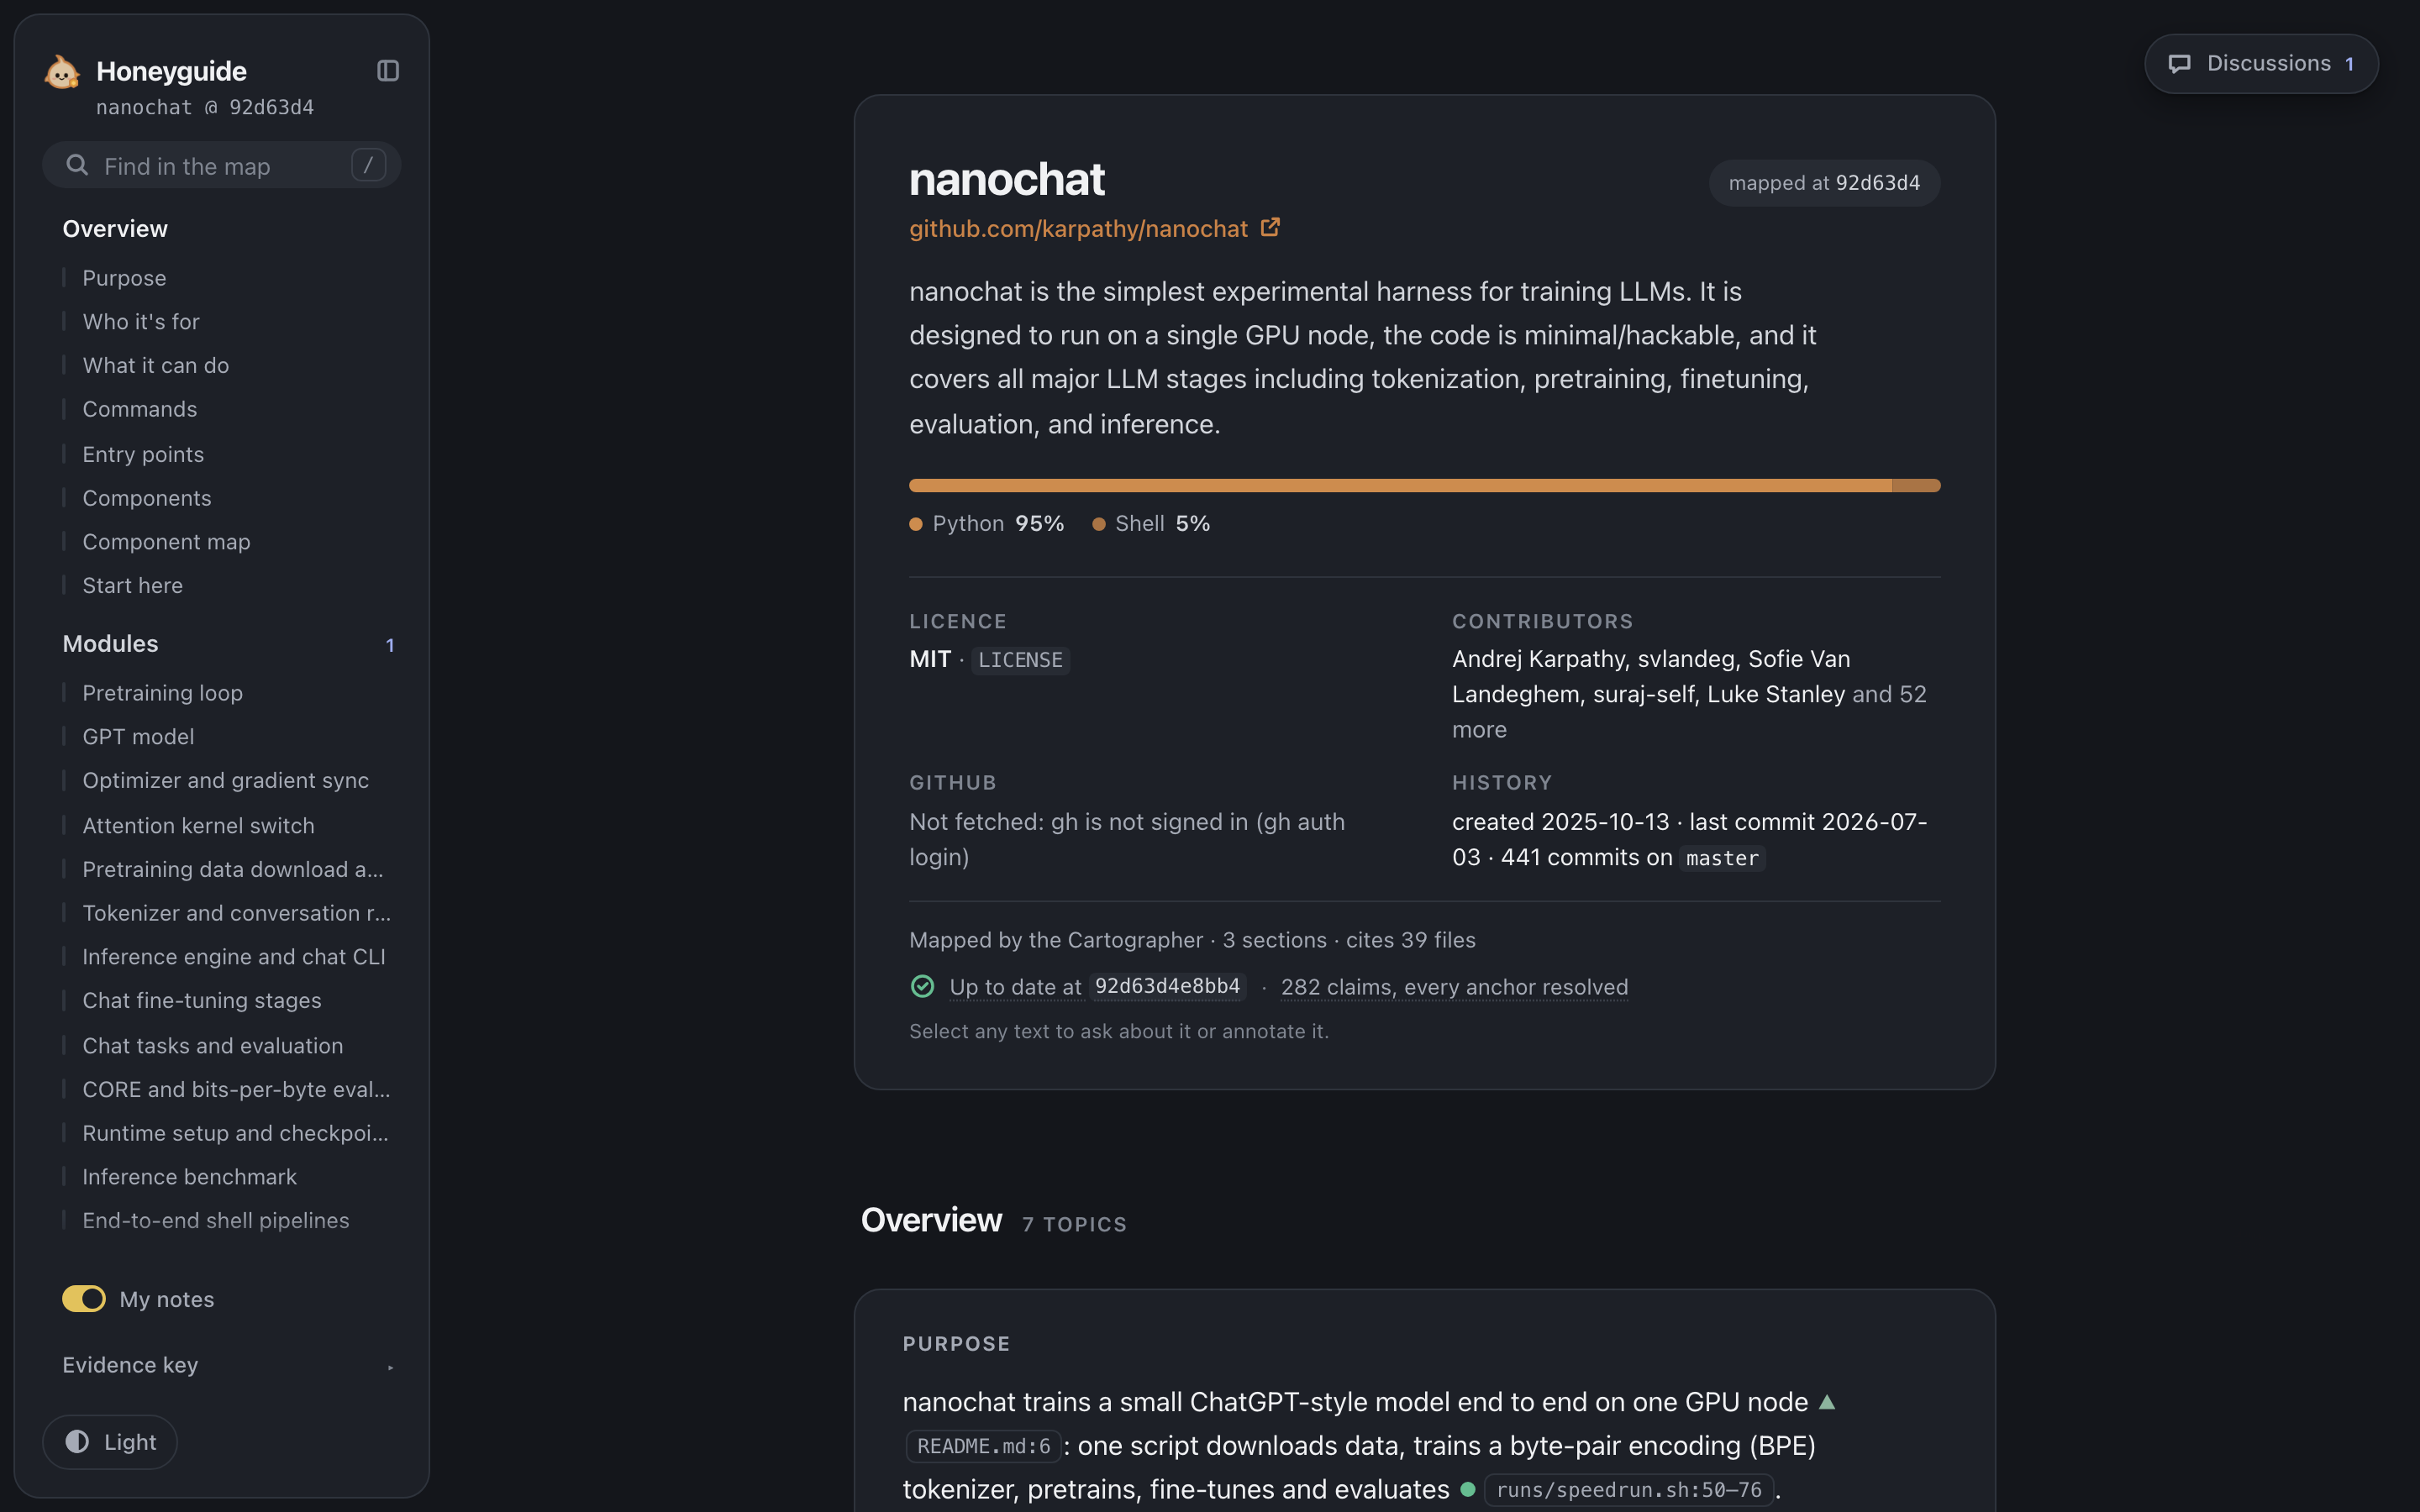 Honeyguide
nanochat @ 92d63d4
Find in the map /
Overview
Purpose
Who it's for
What it can do
Commands
Entry points
Components
Component map
Start here
Modules 1
Pretraining loop
GPT model
Optimizer and gradient sync
Attention kernel switch
Pretraining data download a...
Tokenizer and conversation r...
Inference engine and chat CLI
Chat fine-tuning stages
Chat tasks and evaluation
CORE and bits-per-byte eval...
Runtime setup and checkpoi...
Inference benchmark
End-to-end shell pipelines
My notes
Evidence key
Light
Discussions 1
nanochat
mapped at 92d63d4
github.com/karpathy/nanochat
nanochat is the simplest experimental harness for training LLMs. It is
designed to run on a single GPU node, the code is minimal/hackable, and it
covers all major LLM stages including tokenization, pretraining, finetuning,
evaluation, and inference.
Python 95% Shell 5%
LICENCE
MIT · LICENSE
CONTRIBUTORS
Andrej Karpathy, svlandeg, Sofie Van
Landeghem, suraj-self, Luke Stanley and 52
more
GITHUB
Not fetched: gh is not signed in (gh auth
login)
HISTORY
created 2025-10-13 · last commit 2026-07-
03 · 441 commits on master
Mapped by the Cartographer · 3 sections · cites 39 files
Up to date at 92d63d4e8bb4 · 282 claims, every anchor resolved
Select any text to ask about it or annotate it.
Overview 7 TOPICS
PURPOSE
nanochat trains a small ChatGPT-style model end to end on one GPU node
README.md:6 : one script downloads data, trains a byte-pair encoding (BPE)
tokenizer, pretrains, fine-tunes and evaluates runs/speedrun.sh:50–76 .